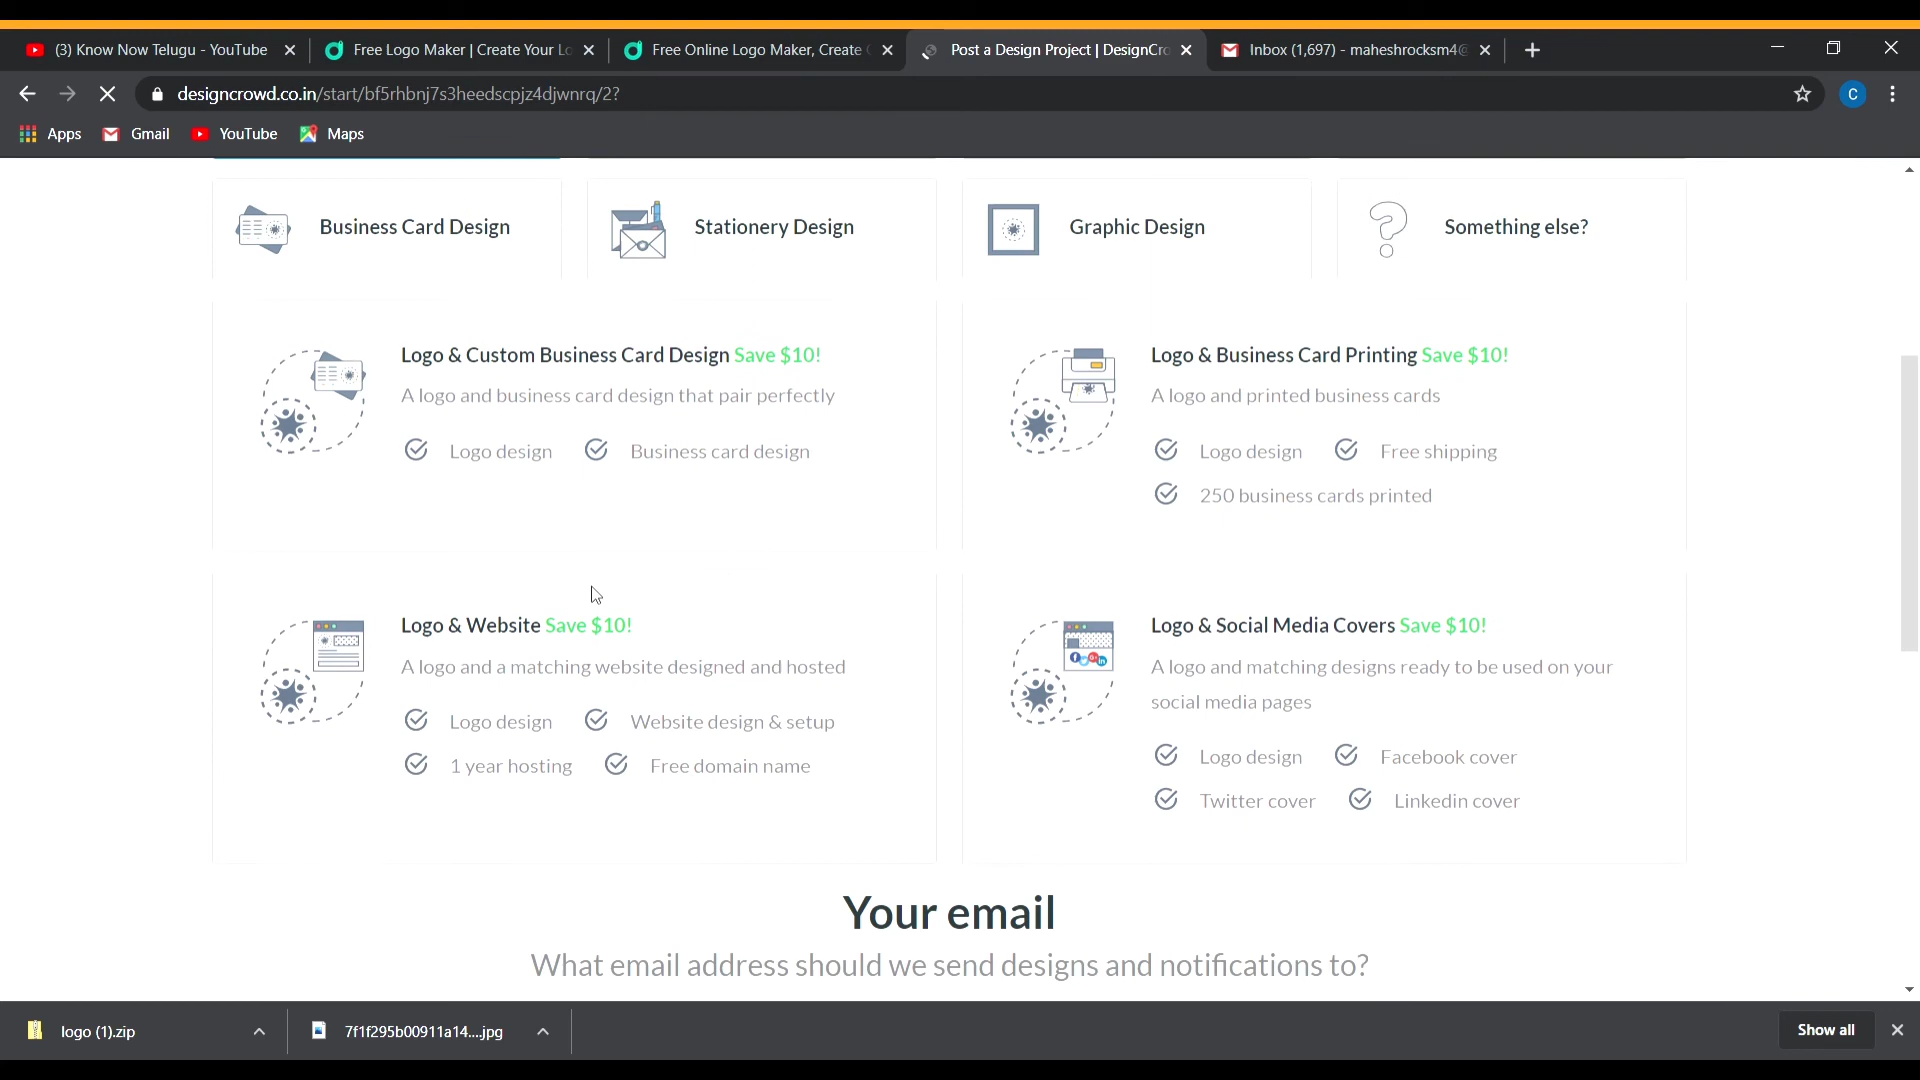 (3) Know Now Telugu - YouTube
Free Logo Maker | Create Your Lo
Free Online Logo Maker, Create
Post a Design Project | DesignCro
Inbox (1,697) - maheshrocksm4@
designcrowd.co.in/start/bf5rhbnj7s3heedscpjz4djwnrq/2?
C
Apps
Gmail
YouTube
Maps
Business Card Design
Stationery Design
Graphic Design
Something else?
Logo & Custom Business Card Design Save $10!
A logo and business card design that pair perfectly
Logo design
Business card design
Logo & Business Card Printing Save $10!
A logo and printed business cards
Logo design
Free shipping
250 business cards printed
Logo & Website Save $10!
A logo and a matching website designed and hosted
Logo design
Website design & setup
1 year hosting
Free domain name
Logo & Social Media Covers Save $10!
A logo and matching designs ready to be used on your
social media pages
Logo design
Facebook cover
Twitter cover
Linkedin cover
Your email
What email address should we send designs and notifications to?
logo (1).zip
7f1f295b00911a14....jpg
Show all